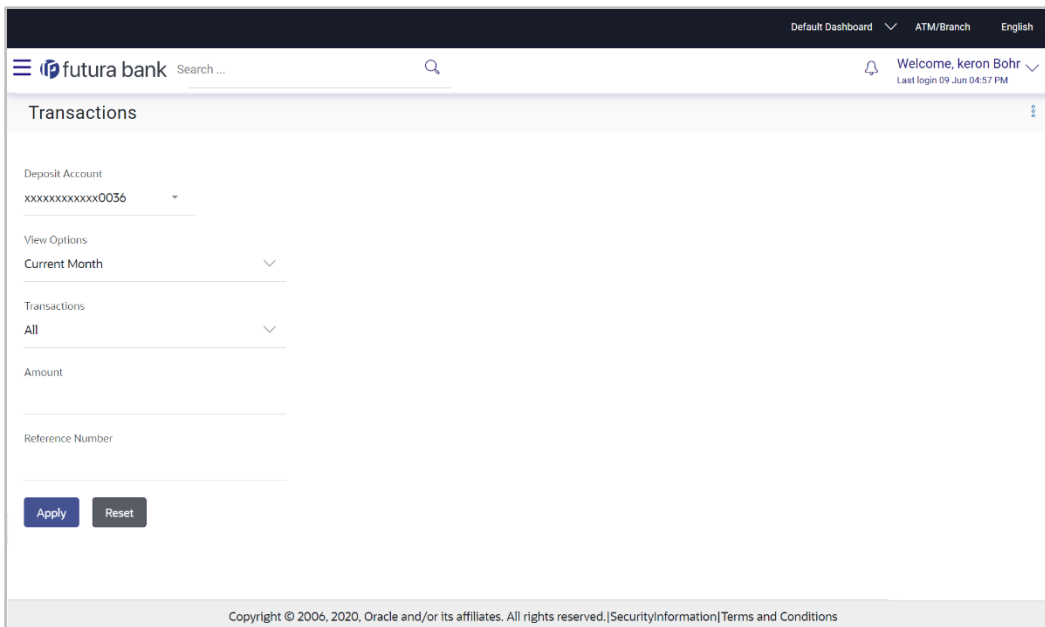 Default Dashboard ATM/Branch English
futura bank Search ... Welcome, keron Bohr
Last login 09 Jun 04:57 PM
Transactions
Deposit Account
xxxxxxxxxxxx0036
View Options
Current Month
Transactions
All
Amount
Reference Number
Apply Reset
Copyright © 2006, 2020, Oracle and/or its affiliates. All rights reserved.|SecurityInformation|Terms and Conditions